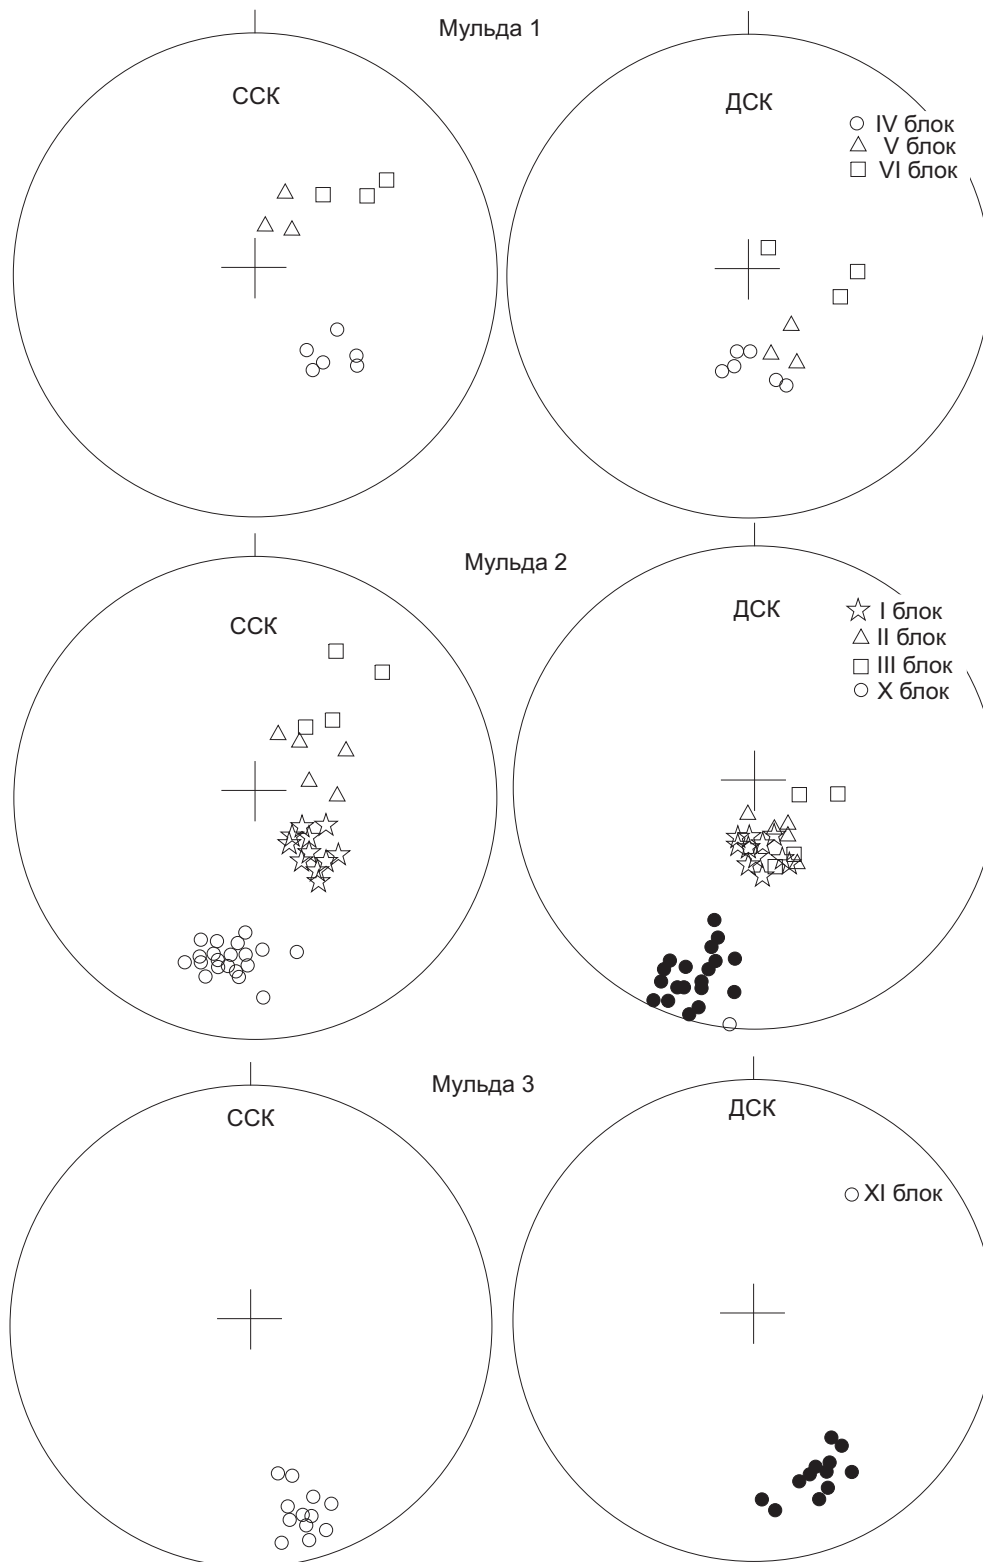 Мульда 1
ССК
ДСК
IV блок
V блок
VI блок
Мульда 2
ССК
ДСК
I блок
II блок
III блок
X блок
Мульда 3
ССК
ДСК
XI блок